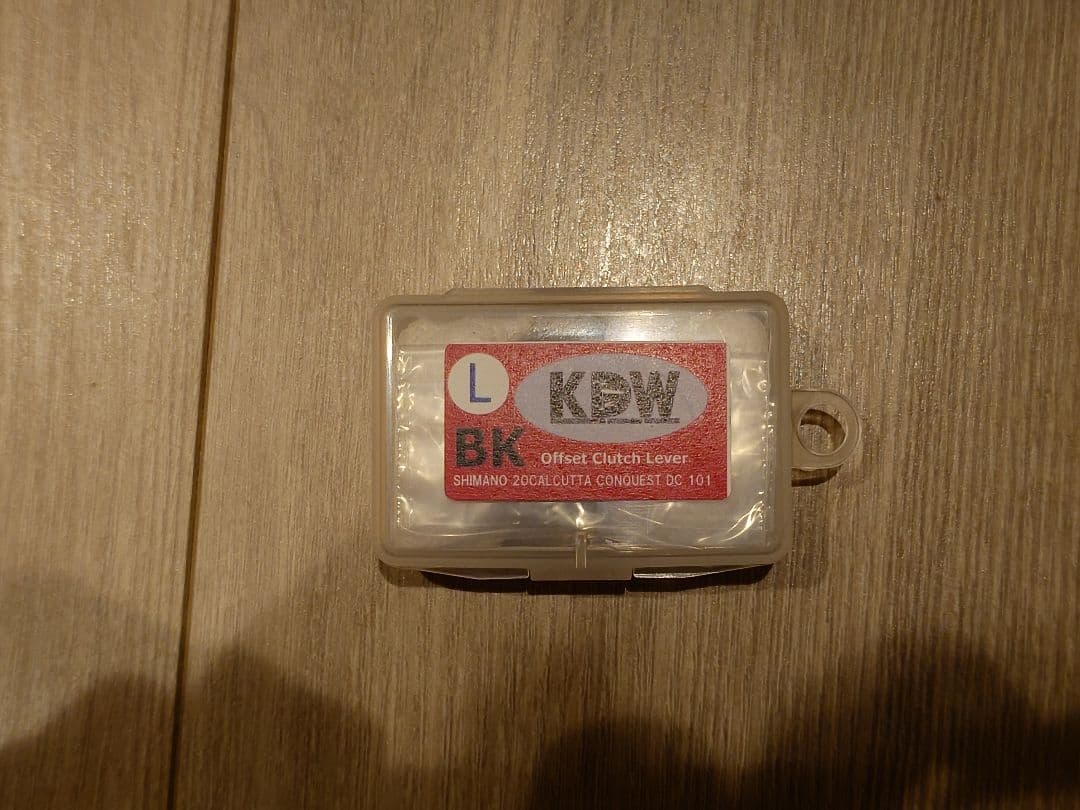 L
KDW
BK
Offset Clutch Lever
SHIMANO 20CALCUTTA CONQUEST DC 101